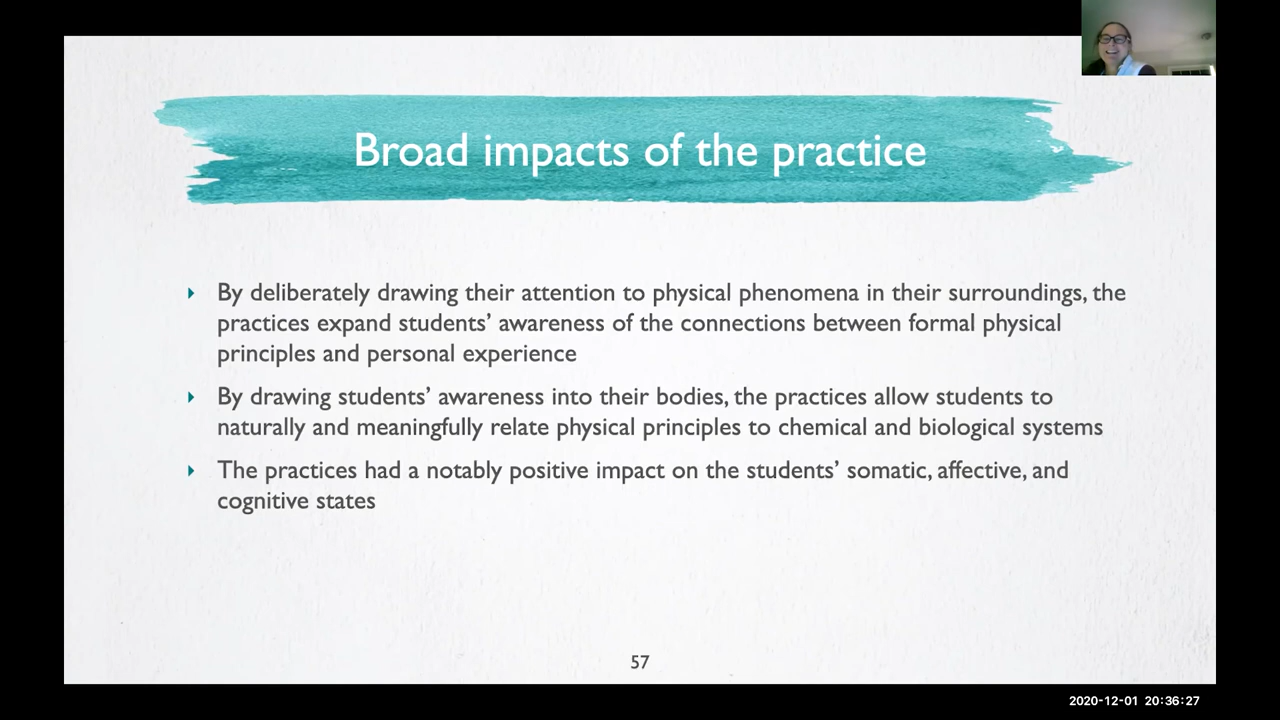 Broad impacts of the practice
By deliberately drawing their attention to physical phenomena in their surroundings, the
practices expand students’ awareness of the connections between formal physical
principles and personal experience
By drawing students’ awareness into their bodies, the practices allow students to
naturally and meaningfully relate physical principles to chemical and biological systems
The practices had a notably positive impact on the students’ somatic, affective, and
cognitive states
57
2020-12-01 20:36:27